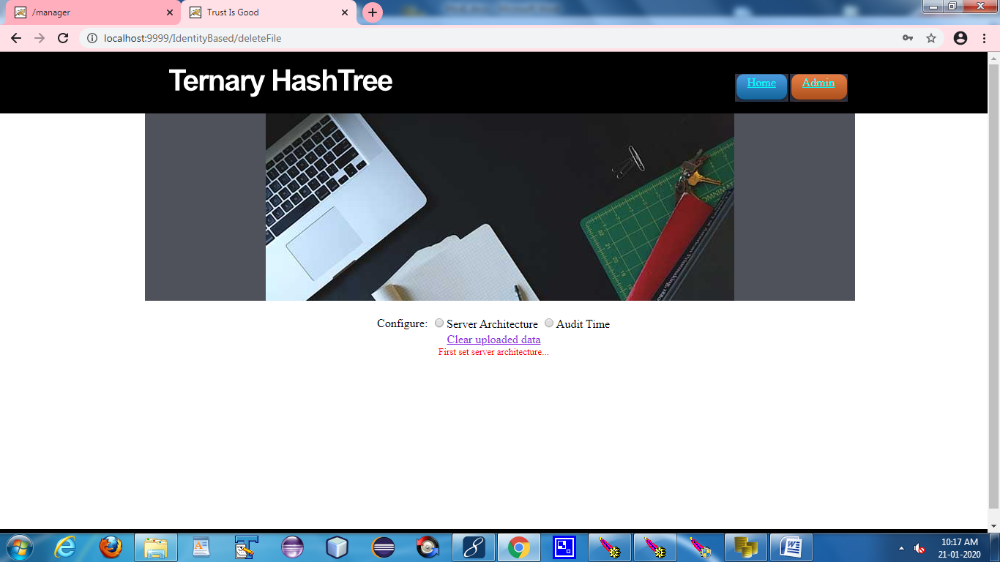 /manager
Trust Is Good
localhost:9999/IdentityBased/deleteFile
Ternary HashTree
Home
Admin
Configure: Server Architecture Audit Time
Clear uploaded data
First set server architecture...
10:17 AM
21-01-2020